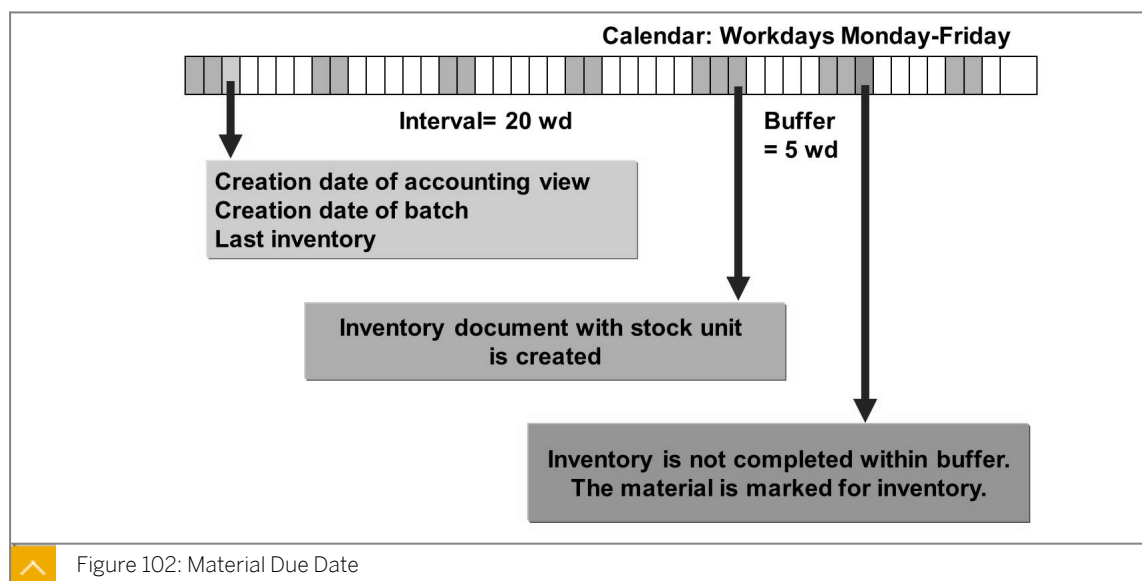 Calendar: Workdays Monday-Friday
Interval= 20 wd
Buffer
= 5 wd
Creation date of accounting view
Creation date of batch
Last inventory
Inventory document with stock unit
is created
Inventory is not completed within buffer.
The material is marked for inventory.
Figure 102: Material Due Date